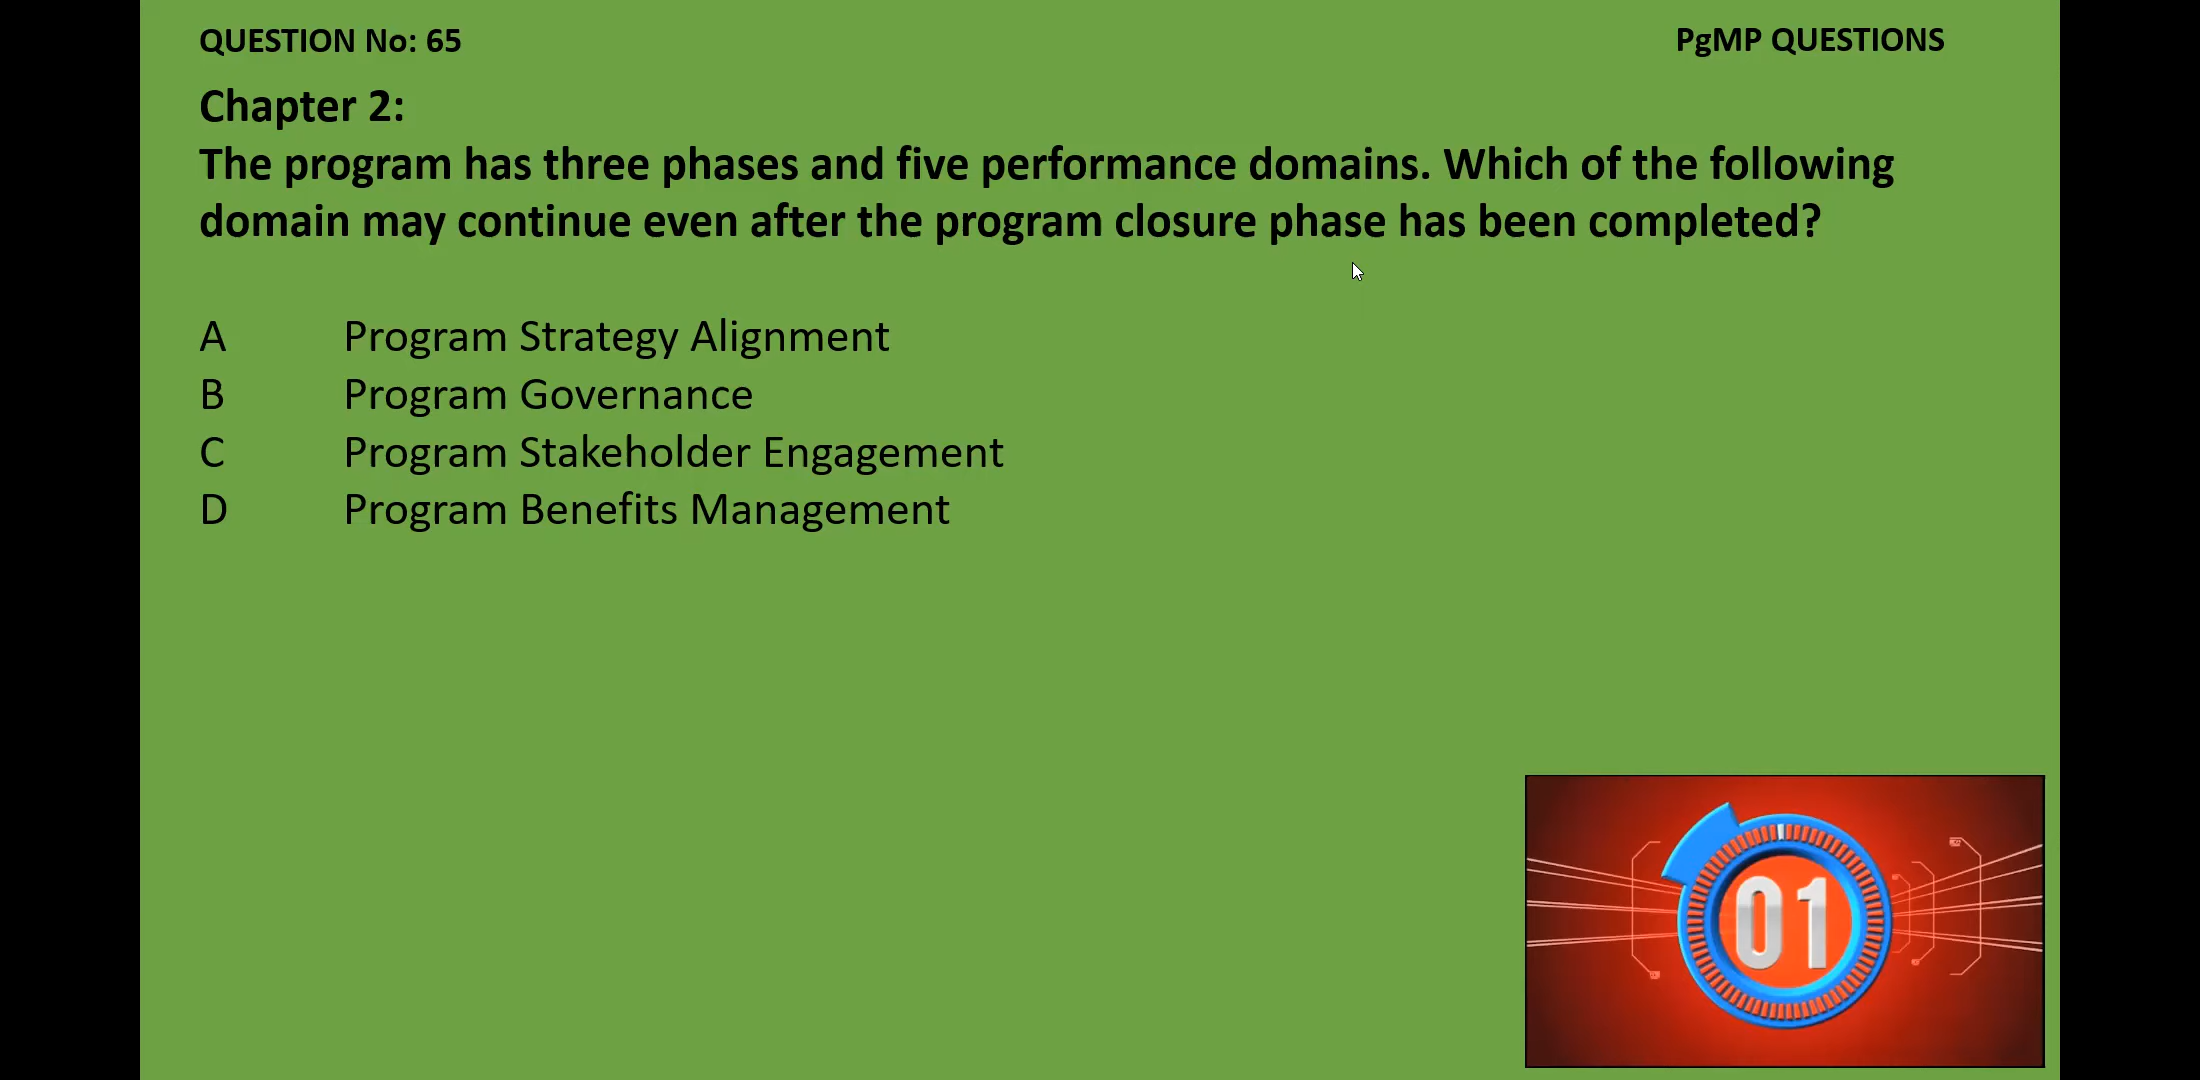 QUESTION No: 65
PgMP QUESTIONS
Chapter 2:
The program has three phases and five performance domains. Which of the following
domain may continue even after the program closure phase has been completed?
A Program Strategy Alignment
B Program Governance
C Program Stakeholder Engagement
D Program Benefits Management
01